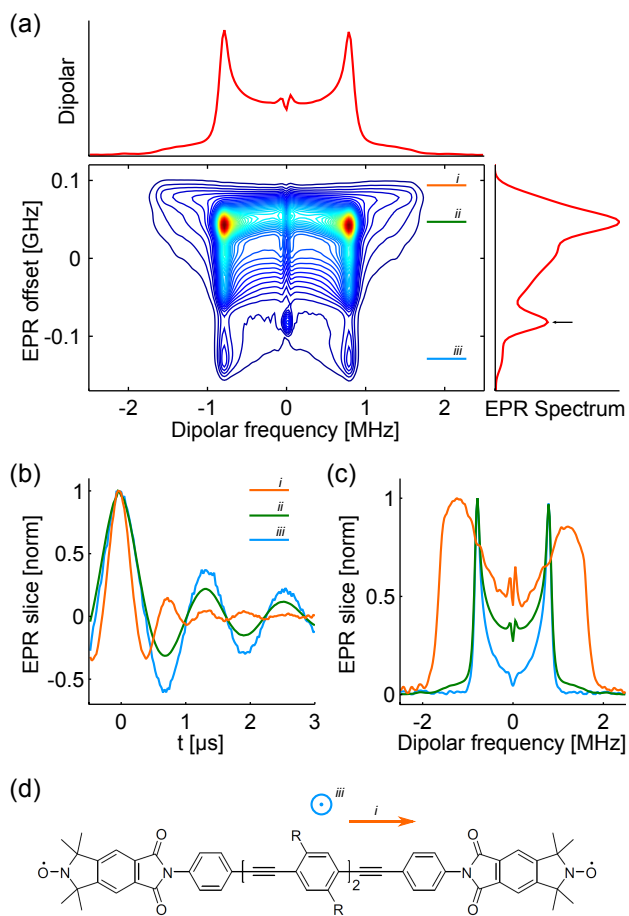 (a)
Dipolar
EPR offset [GHz]
0.1
0
-0.1
i
ii
iii
-2 -1 0 1 2
Dipolar frequency [MHz]
EPR Spectrum
(b)
EPR slice [norm]
1
0.5
0
-0.5
i
ii
iii
0 1 2 3
t [µs]
(c)
EPR slice [norm]
1
0.5
0
-2 0 2
Dipolar frequency [MHz]
(d)
iii
i
R
O O
O N N N N O
2
O O
R